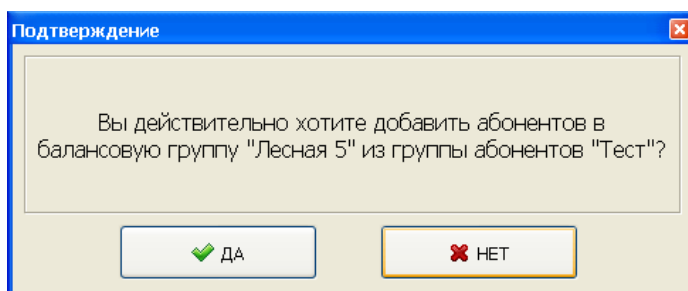 Подтверждение
Вы действительно хотите добавить абонентов в
балансовую группу "Лесная 5" из группы абонентов "Тест"?
ДА
НЕТ